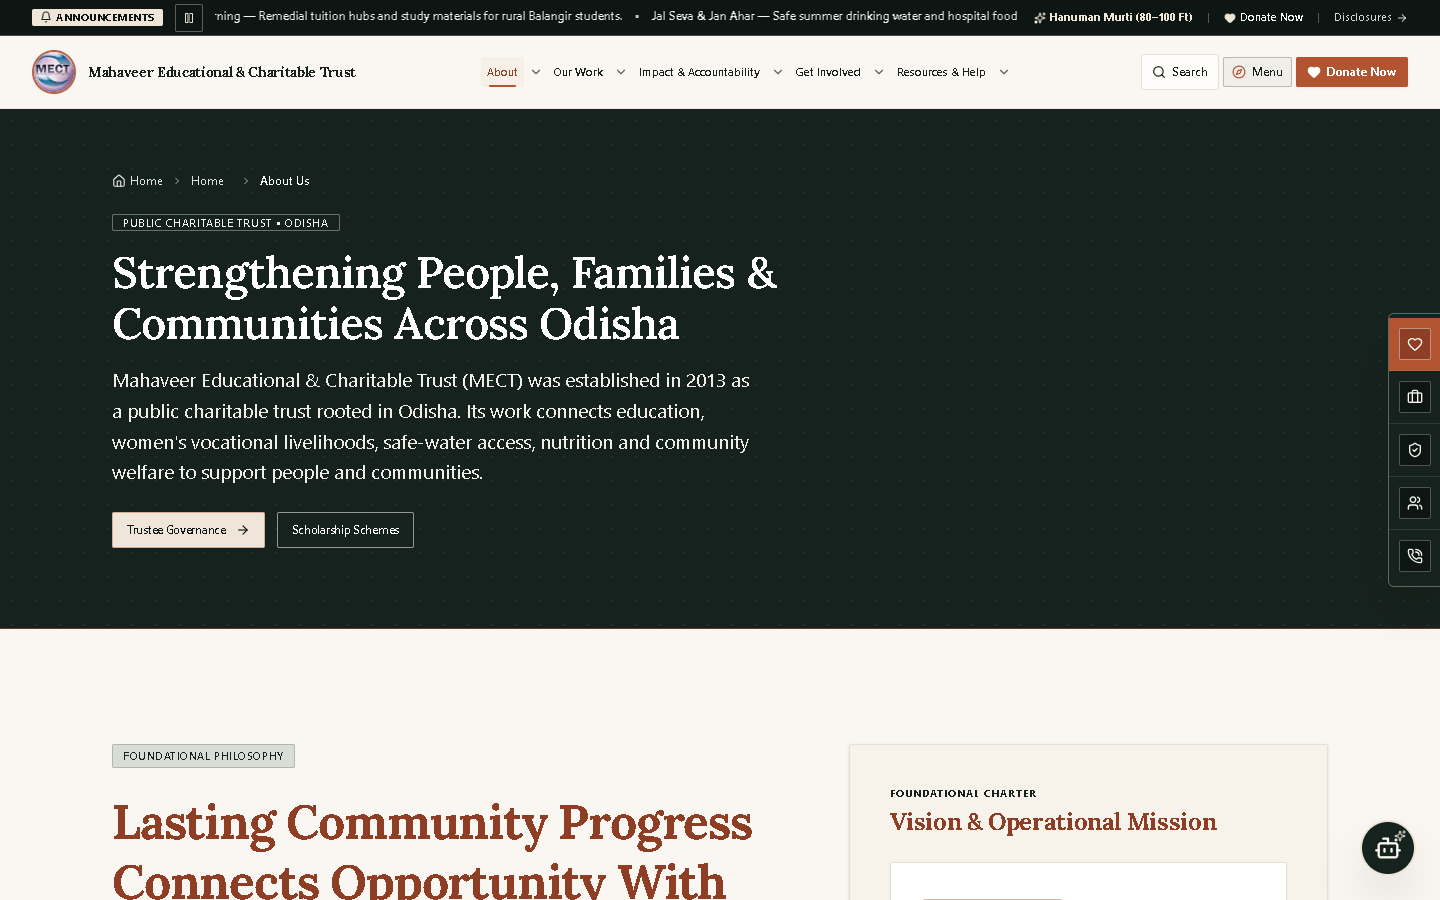 ANNOUNCEMENTS
ning — Remedial tuition hubs and study materials for rural Balangir students. • Jal Seva & Jan Ahar — Safe summer drinking water and hospital food
Hanuman Murti (80–100 Ft) | Donate Now | Disclosures →
MECT
Mahaveer Educational & Charitable Trust
About
Our Work
Impact & Accountability
Get Involved
Resources & Help
Search
Menu
Donate Now
Home > Home > About Us
PUBLIC CHARITABLE TRUST • ODISHA
Strengthening People, Families &
Communities Across Odisha
Mahaveer Educational & Charitable Trust (MECT) was established in 2013 as
a public charitable trust rooted in Odisha. Its work connects education,
women's vocational livelihoods, safe-water access, nutrition and community
welfare to support people and communities.
Trustee Governance →
Scholarship Schemes
FOUNDATIONAL PHILOSOPHY
Lasting Community Progress
Connects Opportunity With
FOUNDATIONAL CHARTER
Vision & Operational Mission